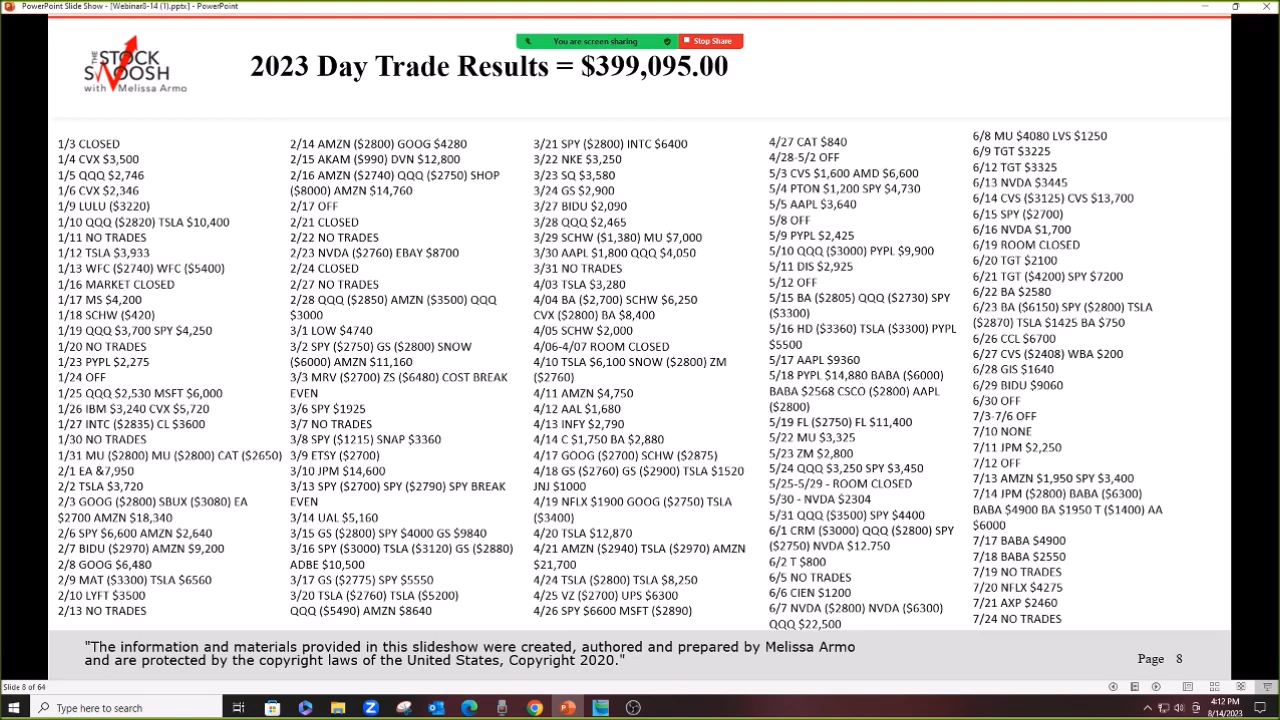 PowerPoint Slide Show - [Webinar8-14 (1).pptx] - PowerPoint
You are screen sharing
Stop Share
THE STOCK SWOOSH
with Melissa Armo
2023 Day Trade Results = $399,095.00
1/3 CLOSED
1/4 CVX $3,500
1/5 QQQ $2,746
1/6 CVX $2,346
1/9 LULU ($3220)
1/10 QQQ ($2820) TSLA $10,400
1/11 NO TRADES
1/12 TSLA $3,933
1/13 WFC ($2740) WFC ($5400)
1/16 MARKET CLOSED
1/17 MS $4,200
1/18 SCHW ($420)
1/19 QQQ $3,700 SPY $4,250
1/20 NO TRADES
1/23 PYPL $2,275
1/24 OFF
1/25 QQQ $2,530 MSFT $6,000
1/26 IBM $3,240 CVX $5,720
1/27 INTC ($2835) CL $3600
1/30 NO TRADES
1/31 MU ($2800) MU ($2800) CAT ($2650)
2/1 EA &7,950
2/2 TSLA $3,720
2/3 GOOG ($2800) SBUX ($3080) EA
$2700 AMZN $18,340
2/6 SPY $6,600 AMZN $2,640
2/7 BIDU ($2970) AMZN $9,200
2/8 GOOG $6,480
2/9 MAT ($3300) TSLA $6560
2/10 LYFT $3500
2/13 NO TRADES
2/14 AMZN ($2800) GOOG $4280
2/15 AKAM ($990) DVN $12,800
2/16 AMZN ($2740) QQQ ($2750) SHOP
($8000) AMZN $14,760
2/17 OFF
2/21 CLOSED
2/22 NO TRADES
2/23 NVDA ($2760) EBAY $8700
2/24 CLOSED
2/27 NO TRADES
2/28 QQQ ($2850) AMZN ($3500) QQQ
$3000
3/1 LOW $4740
3/2 SPY ($2750) GS ($2800) SNOW
($6000) AMZN $11,160
3/3 MRV ($2700) ZS ($6480) COST BREAK
EVEN
3/6 SPY $1925
3/7 NO TRADES
3/8 SPY ($1215) SNAP $3360
3/9 ETSY ($2700)
3/10 JPM $14,600
3/13 SPY ($2700) SPY ($2790) SPY BREAK
EVEN
3/14 UAL $5,160
3/15 GS ($2800) SPY $4000 GS $9840
3/16 SPY ($3000) TSLA ($3120) GS ($2880)
ADBE $10,500
3/17 GS ($2775) SPY $5550
3/20 TSLA ($2760) TSLA ($5200)
QQQ ($5490) AMZN $8640
3/21 SPY ($2800) INTC $6400
3/22 NKE $3,250
3/23 SQ $3,580
3/24 GS $2,900
3/27 BIDU $2,090
3/28 QQQ $2,465
3/29 SCHW ($1,380) MU $7,000
3/30 AAPL $1,800 QQQ $4,050
3/31 NO TRADES
4/03 TSLA $3,280
4/04 BA ($2,700) SCHW $6,250
CVX ($2800) BA $8,400
4/05 SCHW $2,000
4/06-4/07 ROOM CLOSED
4/10 TSLA $6,100 SNOW ($2800) ZM
($2760)
4/11 AMZN $4,750
4/12 AAL $1,680
4/13 INFY $2,790
4/14 C $1,750 BA $2,880
4/17 GOOG ($2700) SCHW ($2875)
4/18 GS ($2760) GS ($2900) TSLA $1520
JNJ $1000
4/19 NFLX $1900 GOOG ($2750) TSLA
($3400)
4/20 TSLA $12,870
4/21 AMZN ($2940) TSLA ($2970) AMZN
$21,700
4/24 TSLA ($2800) TSLA $8,250
4/25 VZ ($2700) UPS $6300
4/26 SPY $6600 MSFT ($2890)
4/27 CAT $840
4/28-5/2 OFF
5/3 CVS $1,600 AMD $6,600
5/4 PTON $1,200 SPY $4,730
5/5 AAPL $3,640
5/8 OFF
5/9 PYPL $2,425
5/10 QQQ ($3000) PYPL $9,900
5/11 DIS $2,925
5/12 OFF
5/15 BA ($2805) QQQ ($2730) SPY
($3300)
5/16 HD ($3360) TSLA ($3300) PYPL
$5500
5/17 AAPL $9360
5/18 PYPL $14,880 BABA ($6000)
BABA $2568 CSCO ($2800) AAPL
($2800)
5/19 FL ($2750) FL $11,400
5/22 MU $3,325
5/23 ZM $2,800
5/24 QQQ $3,250 SPY $3,450
5/25-5/29 - ROOM CLOSED
5/30 - NVDA $2304
5/31 QQQ ($3500) SPY $4400
6/1 CRM ($3000) QQQ ($2800) SPY
($2750) NVDA $12.750
6/2 T $800
6/5 NO TRADES
6/6 CIEN $1200
6/7 NVDA ($2800) NVDA ($6300)
QQQ $22,500
6/8 MU $4080 LVS $1250
6/9 TGT $3225
6/12 TGT $3325
6/13 NVDA $3445
6/14 CVS ($3125) CVS $13,700
6/15 SPY ($2700)
6/16 NVDA $1,700
6/19 ROOM CLOSED
6/20 TGT $2100
6/21 TGT ($4200) SPY $7200
6/22 BA $2580
6/23 BA ($6150) SPY ($2800) TSLA
($2870) TSLA $1425 BA $750
6/26 CCL $6700
6/27 CVS ($2408) WBA $200
6/28 GIS $1640
6/29 BIDU $9060
6/30 OFF
7/3-7/6 OFF
7/10 NONE
7/11 JPM $2,250
7/12 OFF
7/13 AMZN $1,950 SPY $3,400
7/14 JPM ($2800) BABA ($6300)
BABA $4900 BA $1950 T ($1400) AA
$6000
7/17 BABA $4900
7/18 BABA $2550
7/19 NO TRADES
7/20 NFLX $4275
7/21 AXP $2460
7/24 NO TRADES
"The information and materials provided in this slideshow were created, authored and prepared by Melissa Armo
and are protected by the copyright laws of the United States, Copyright 2020."
Page 8
Slide 8 of 64
Type here to search
4:12 PM
8/14/2023